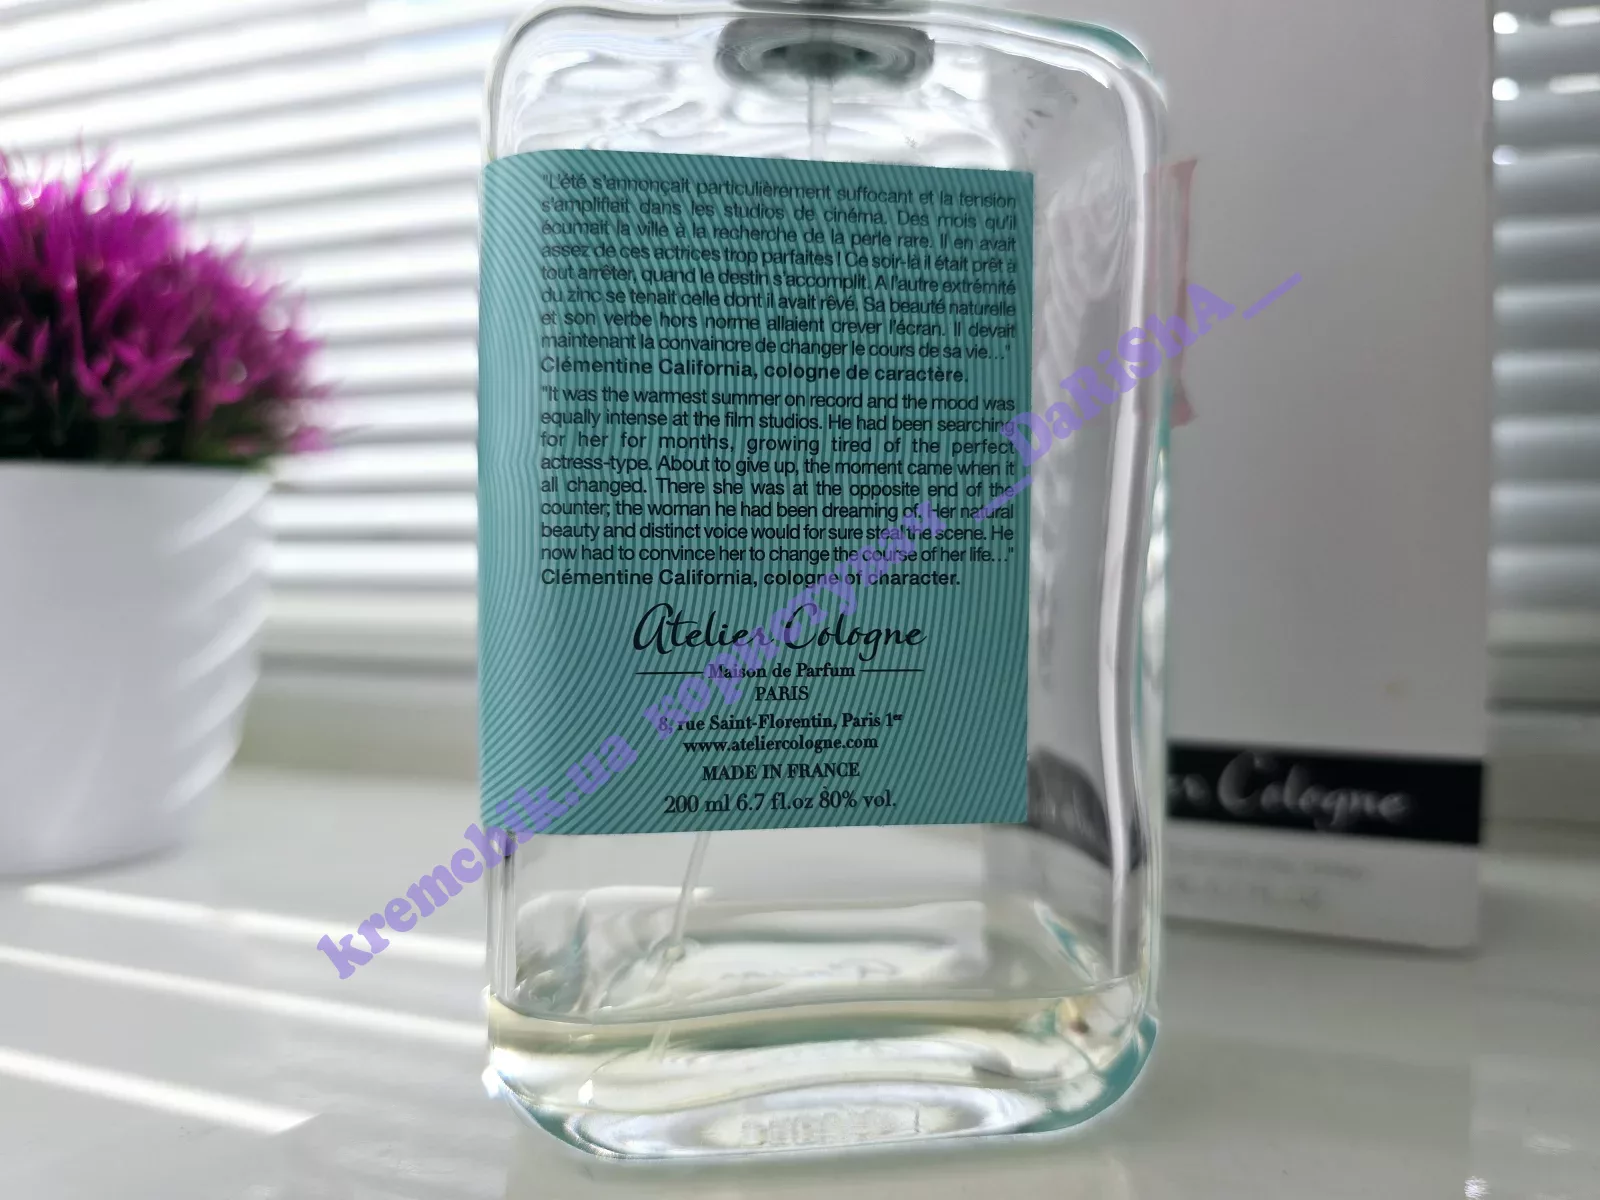 "L'été s'annonçait particulièrement suffocant et la tension
s'amplifiait dans les studios de cinéma. Des mois qu'il
écumait la ville à la recherche de la perle rare. Il en avait
assez de ces actrices trop parfaites ! Ce soir-là il était prêt à
tout arrêter, quand le destin s'accomplit. A l'autre extrémité
du zinc se tenait celle dont il avait rêvé. Sa beauté naturelle
et son verbe hors norme allaient crever l'écran. Il devait
maintenant la convaincre de changer le cours de sa vie..."
Clémentine California, cologne de caractère.
"It was the warmest summer on record and the mood was
equally intense at the film studios. He had been searching
for her for months, growing tired of the perfect
actress-type. About to give up, the moment came when it
all changed. There she was at the opposite end of the
counter; the woman he had been dreaming of. Her natural
beauty and distinct voice would for sure steal the scene. He
now had to convince her to change the course of her life..."
Clémentine California, cologne of character.
Atelier Cologne
Maison de Parfum
PARIS
8, rue Saint-Florentin, Paris 1er
www.ateliercologne.com
MADE IN FRANCE
200 ml 6.7 fl.oz 80% vol.
er Cologne
kremchik.ua користувач __DaRiShA__